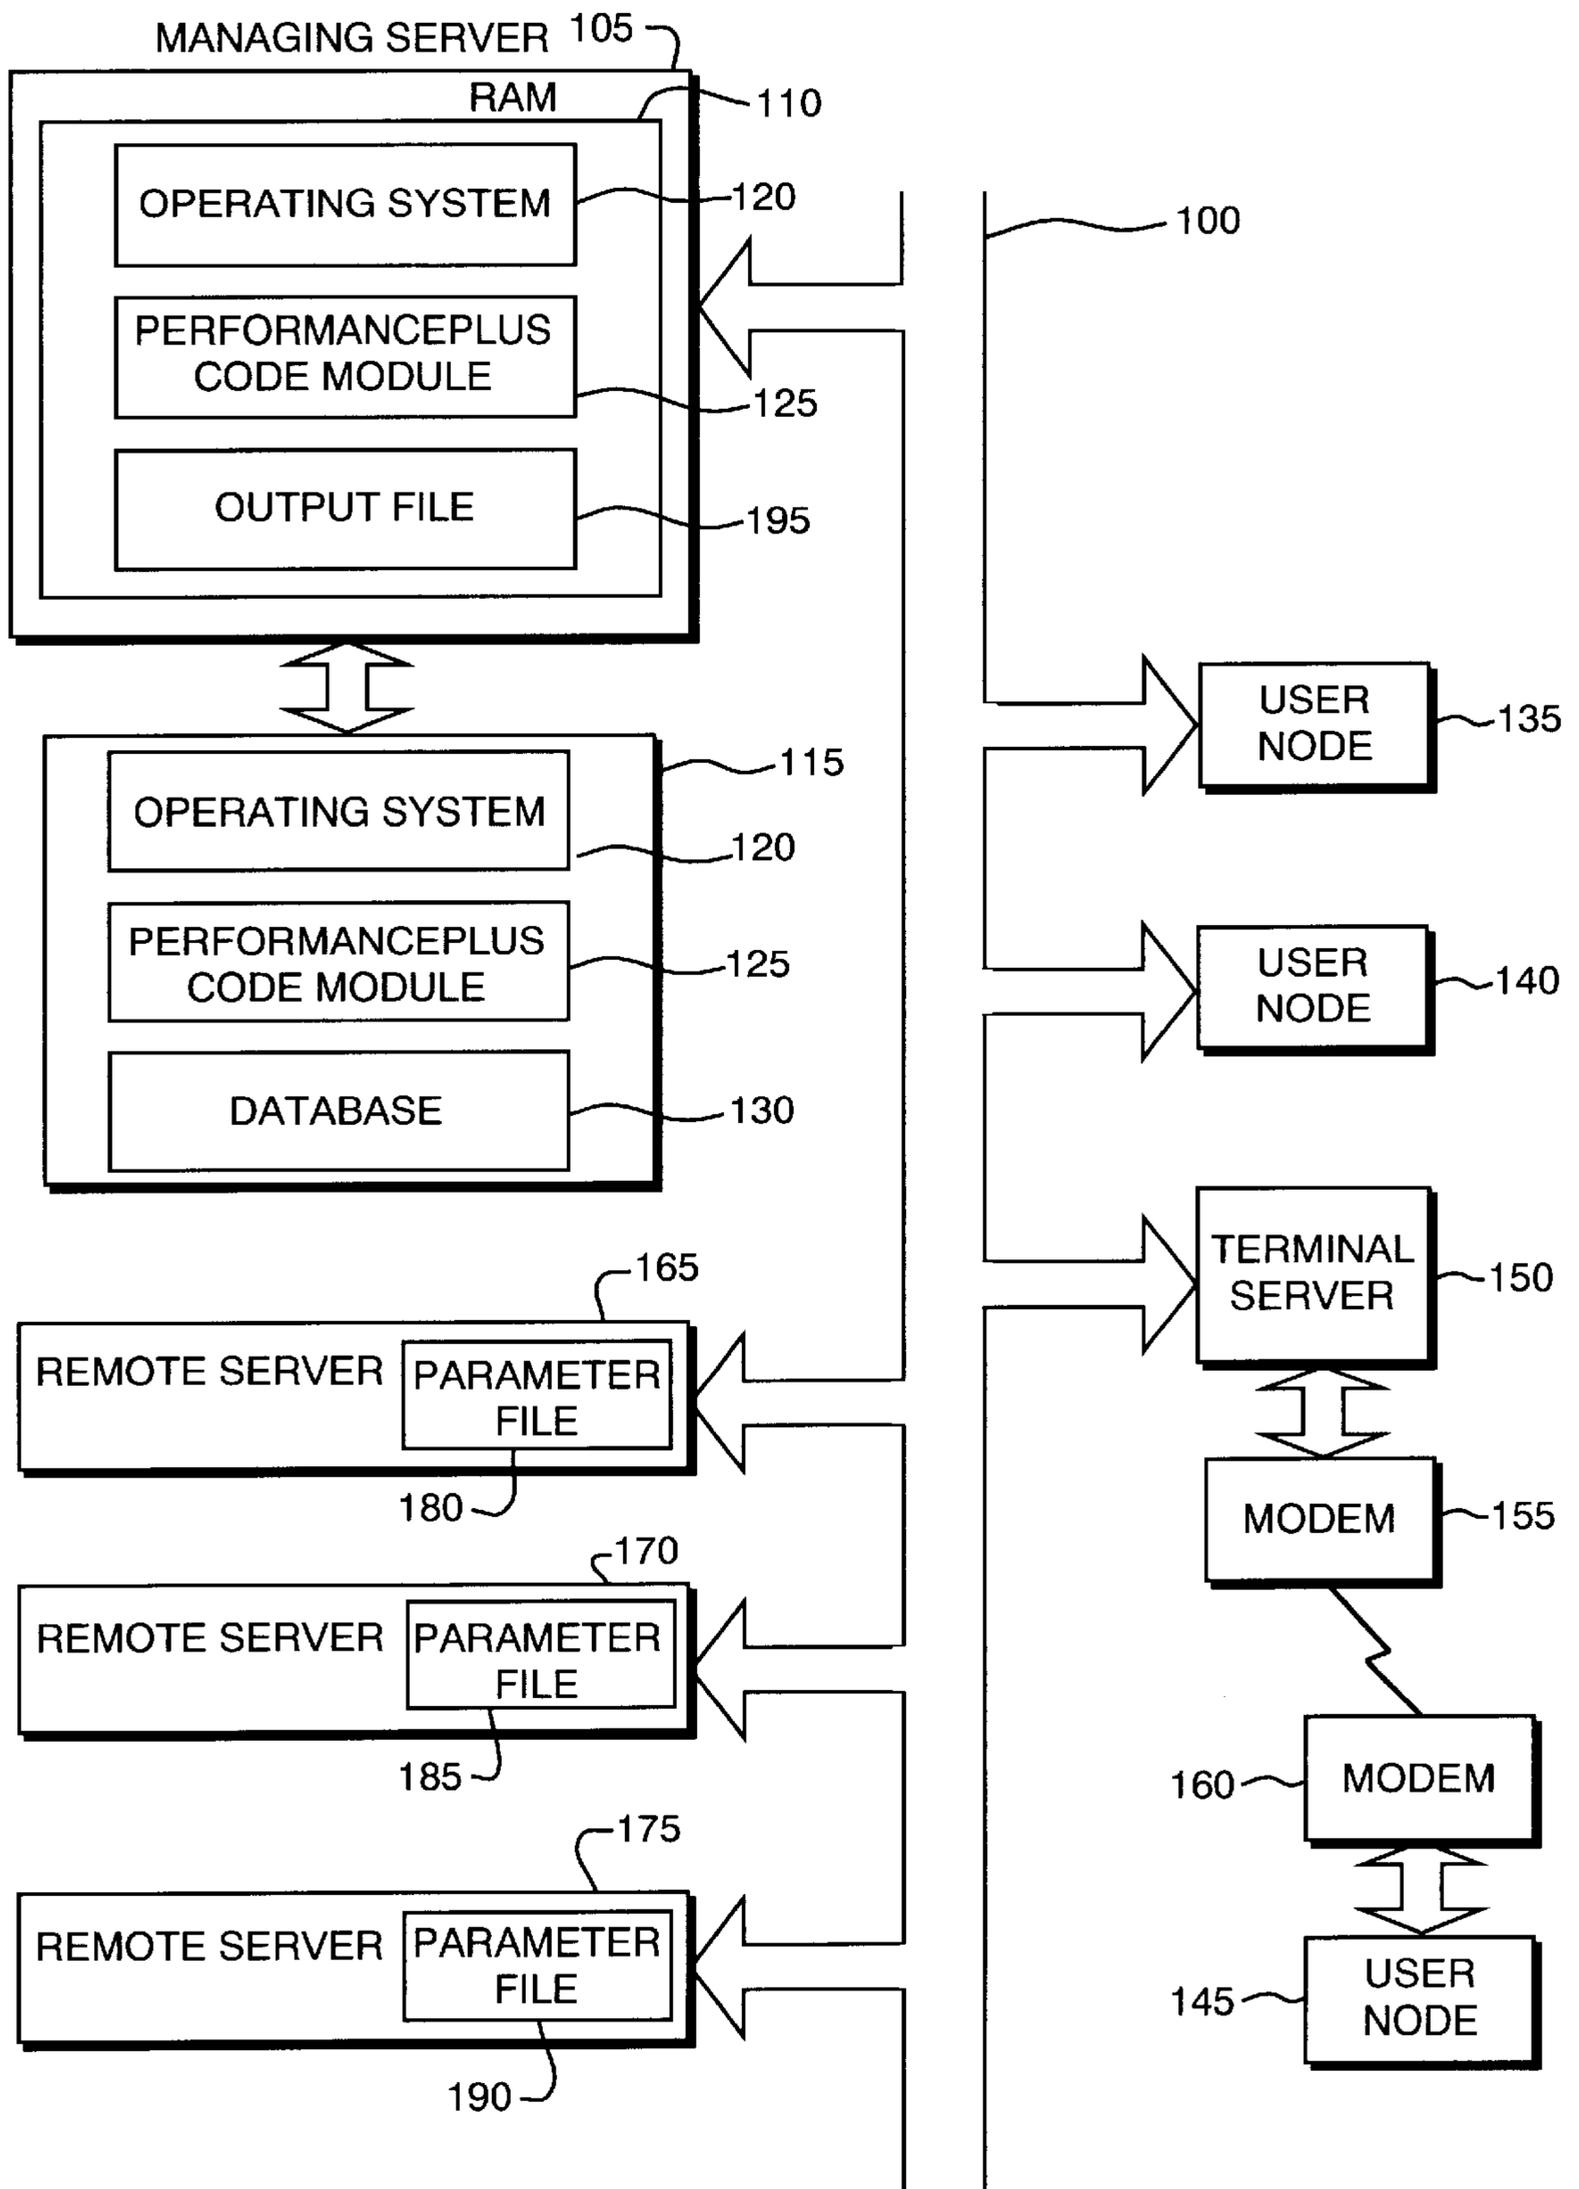 MANAGING SERVER 105
RAM
110
OPERATING SYSTEM
120
PERFORMANCEPLUS
CODE MODULE
125
OUTPUT FILE
195
100
115
OPERATING SYSTEM
120
PERFORMANCEPLUS
CODE MODULE
125
DATABASE
130
165
REMOTE SERVER
PARAMETER
FILE
180
170
REMOTE SERVER
PARAMETER
FILE
185
175
REMOTE SERVER
PARAMETER
FILE
190
USER
NODE
135
USER
NODE
140
TERMINAL
SERVER
150
MODEM
155
MODEM
160
USER
NODE
145